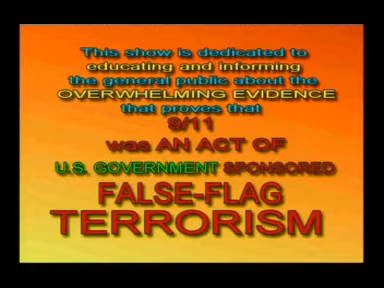 This show is dedicated to
educating and informing
the general public about the
OVERWHELMING EVIDENCE
that proves that
9/11
was AN ACT OF
U.S. GOVERNMENT SPONSORED
FALSE-FLAG
TERRORISM